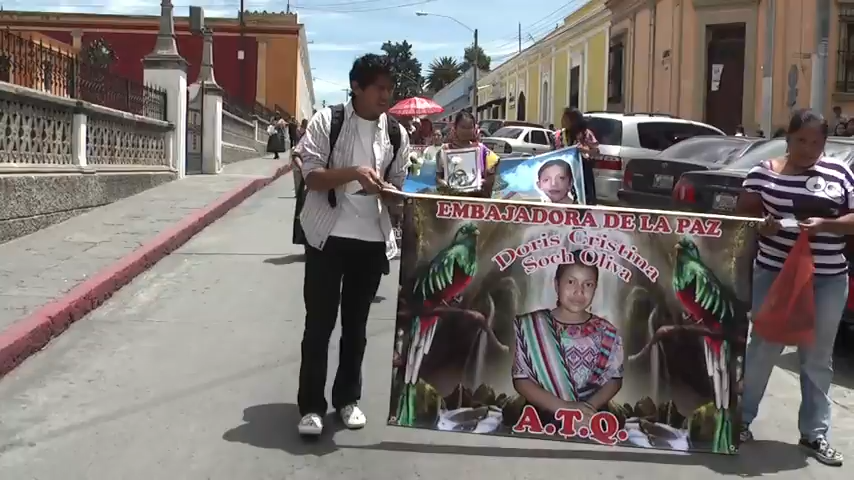 EMBAJADORA DE LA PAZ
Doris Cristina
Soch Oliva
A.T.Q.